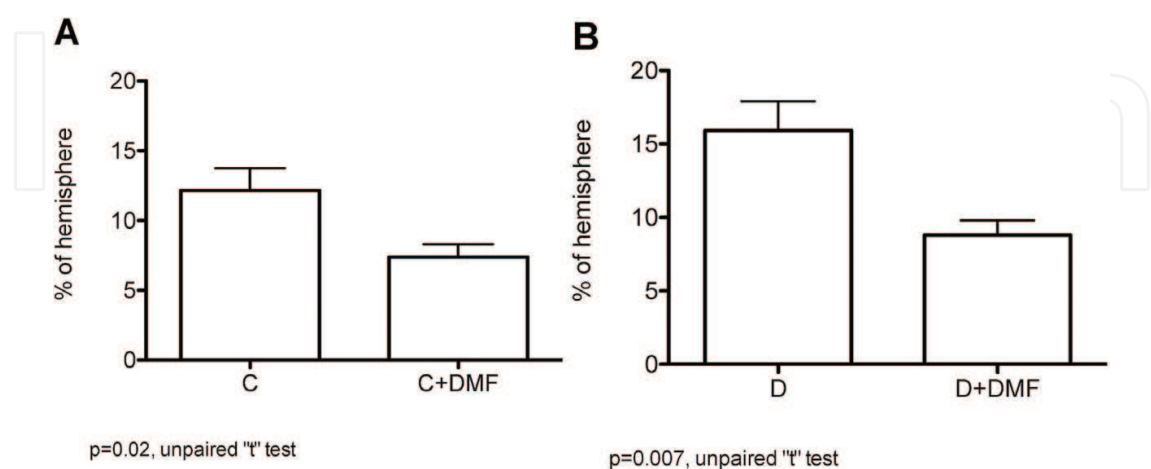 A
20
15
10
5
0
% of hemisphere
C
C+DMF
p=0.02, unpaired "t" test
B
20
15
10
5
0
% of hemisphere
D
D+DMF
p=0.007, unpaired "t" test